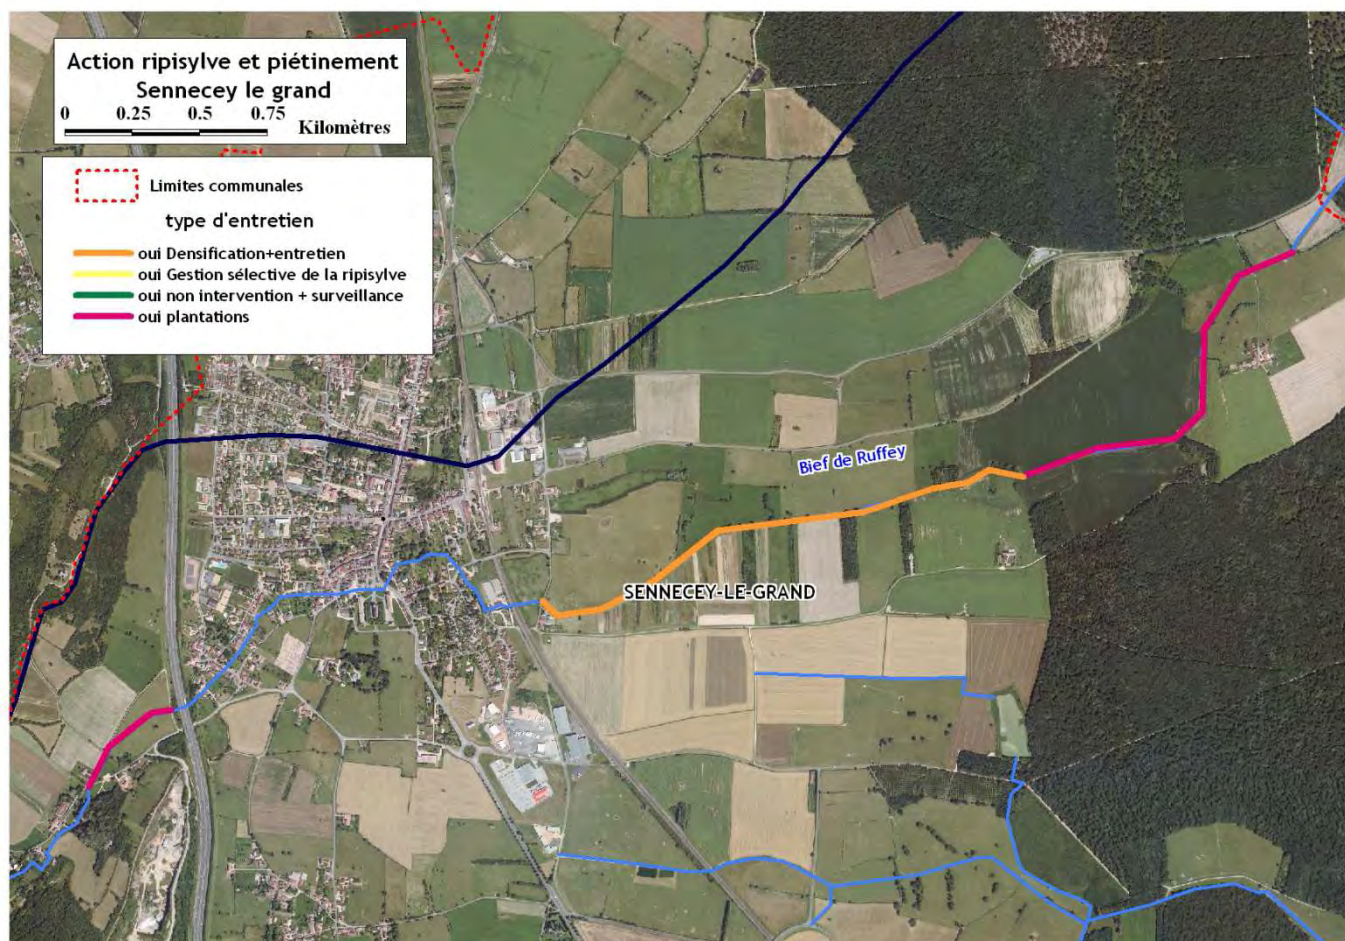 Action ripisylve et piétinement
Sennecey le grand
0 0.25 0.5 0.75
Kilomètres
Limites communales
type d'entretien
oui Densification+entretien
oui Gestion sélective de la ripisylve
oui non intervention + surveillance
oui plantations
Bief de Ruffey
SENNECEY-LE-GRAND